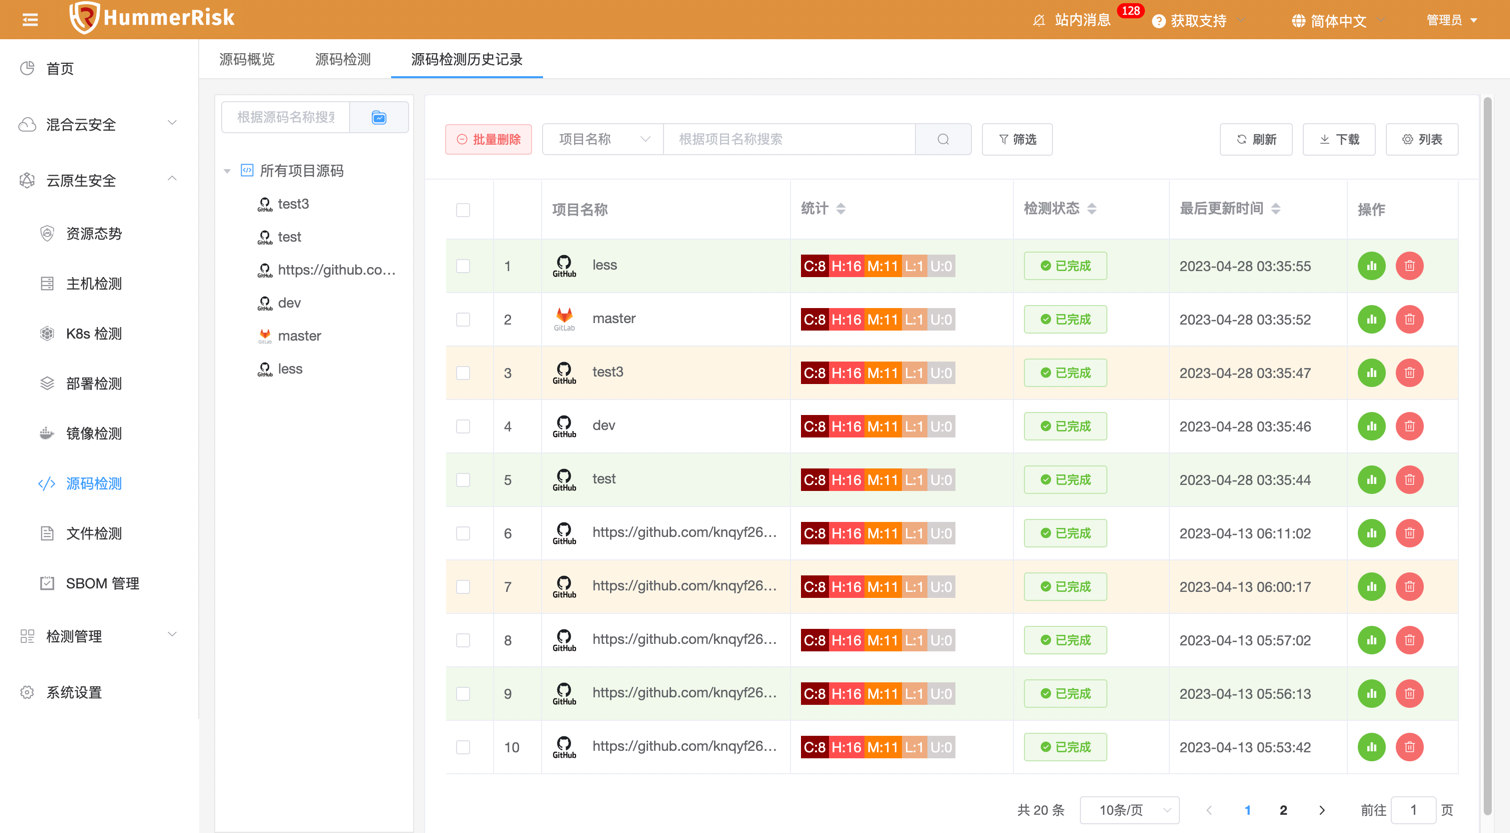 HummerRisk
站内消息
128
获取支持
简体中文
管理员
首页
混合云安全
云原生安全
资源态势
主机检测
K8s 检测
部署检测
镜像检测
源码检测
文件检测
SBOM 管理
检测管理
系统设置
源码概览
源码检测
源码检测历史记录
根据源码名称搜索
所有项目源码
GitHub test3
GitHub test
GitHub https://github.co...
GitHub dev
GitLab master
GitHub less
批量删除
项目名称
根据项目名称搜索
筛选
刷新
下载
列表
项目名称 统计 检测状态 最后更新时间 操作
1 GitHub less C:8 H:16 M:11 L:1 U:0 已完成 2023-04-28 03:35:55
2 GitLab master C:8 H:16 M:11 L:1 U:0 已完成 2023-04-28 03:35:52
3 GitHub test3 C:8 H:16 M:11 L:1 U:0 已完成 2023-04-28 03:35:47
4 GitHub dev C:8 H:16 M:11 L:1 U:0 已完成 2023-04-28 03:35:46
5 GitHub test C:8 H:16 M:11 L:1 U:0 已完成 2023-04-28 03:35:44
6 GitHub https://github.com/knqyf26... C:8 H:16 M:11 L:1 U:0 已完成 2023-04-13 06:11:02
7 GitHub https://github.com/knqyf26... C:8 H:16 M:11 L:1 U:0 已完成 2023-04-13 06:00:17
8 GitHub https://github.com/knqyf26... C:8 H:16 M:11 L:1 U:0 已完成 2023-04-13 05:57:02
9 GitHub https://github.com/knqyf26... C:8 H:16 M:11 L:1 U:0 已完成 2023-04-13 05:56:13
10 GitHub https://github.com/knqyf26... C:8 H:16 M:11 L:1 U:0 已完成 2023-04-13 05:53:42
共 20 条 10条/页 1 2 前往 1 页